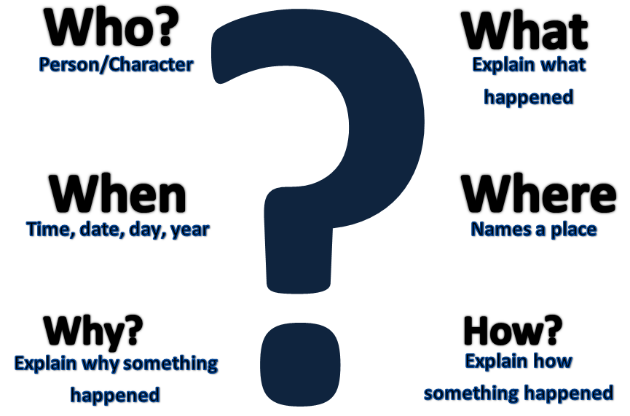 Who?
Person/Character
What
Explain what
happened
When
Time, date, day, year
Where
Names a place
Why?
Explain why something
happened
How?
Explain how
something happened
?